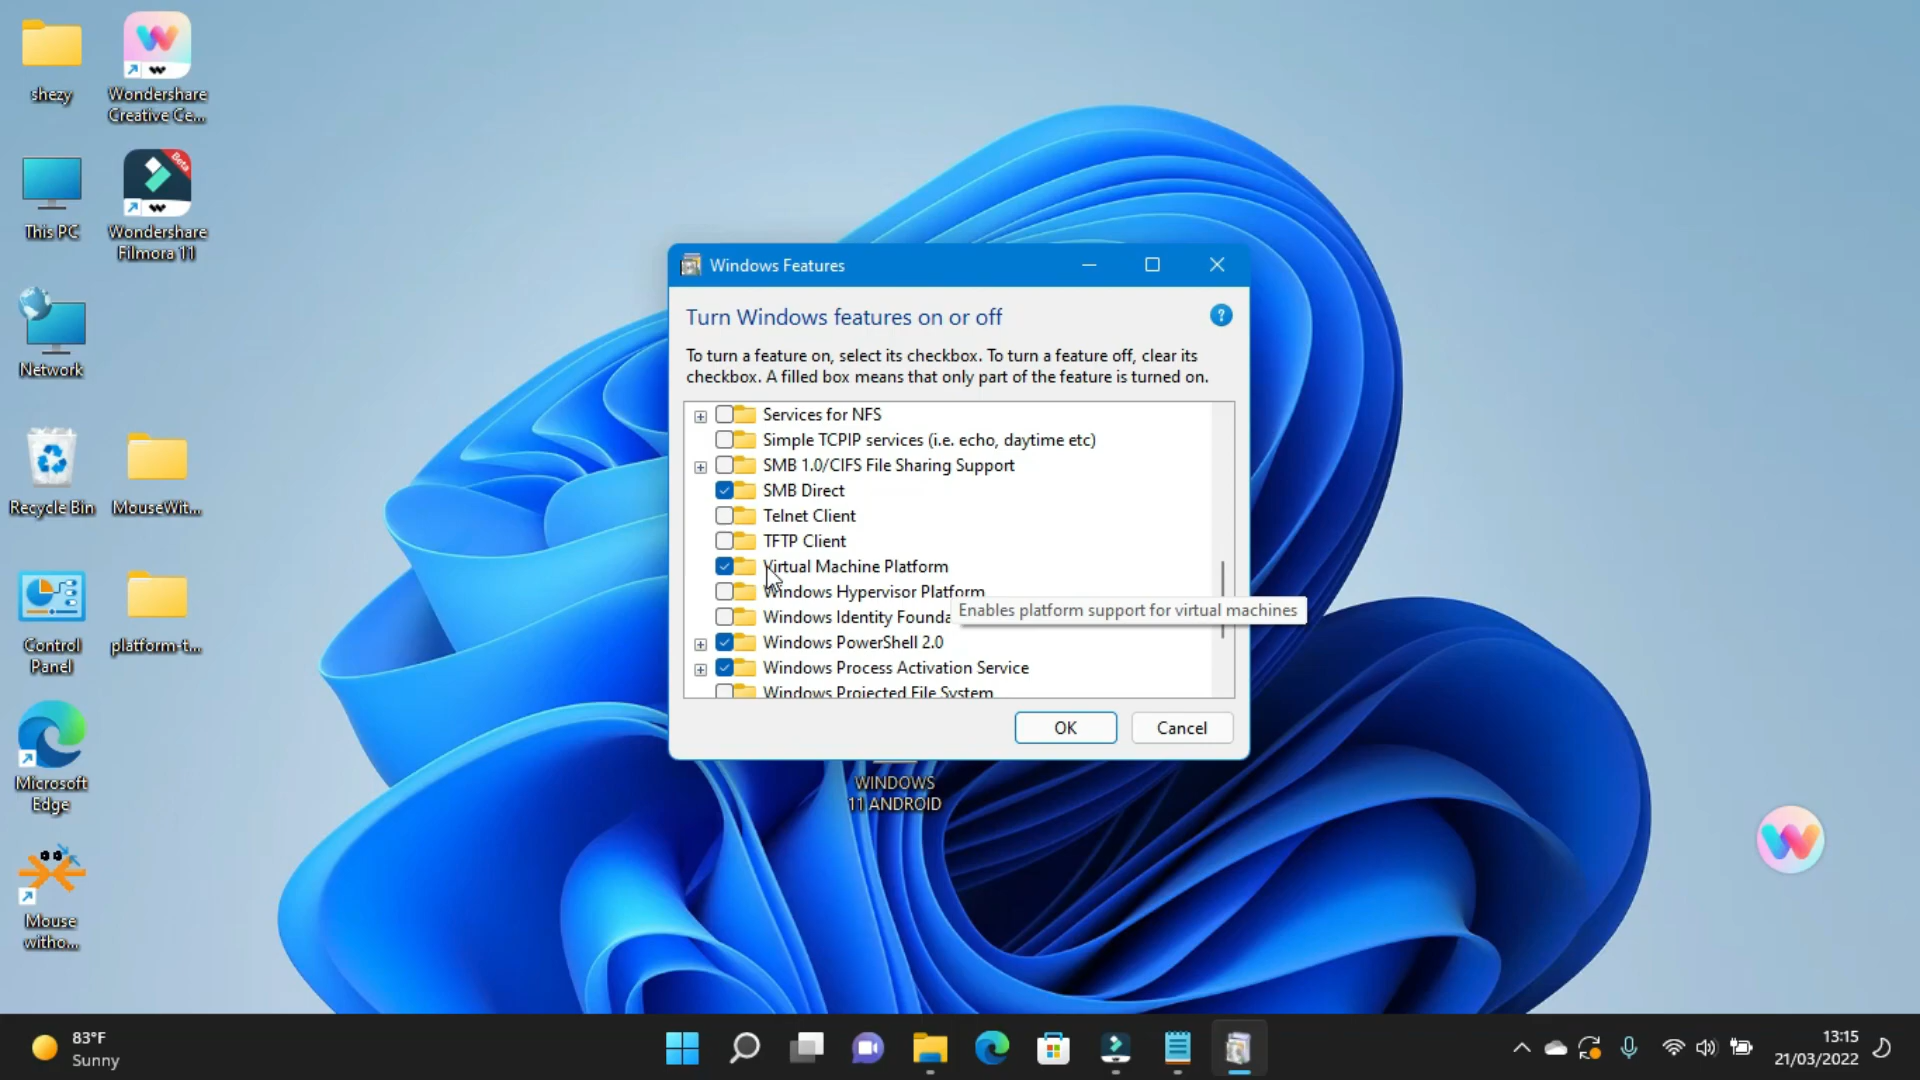 shezy
Wondershare
Creative Ce...
This PC
Beta
Wondershare
Filmora 11
Network
Recycle Bin
MouseWit...
Control
Panel
platform-t...
Microsoft
Edge
Mouse
witho...
Windows Features
Turn Windows features on or off
?
To turn a feature on, select its checkbox. To turn a feature off, clear its
checkbox. A filled box means that only part of the feature is turned on.
Services for NFS
Simple TCPIP services (i.e. echo, daytime etc)
SMB 1.0/CIFS File Sharing Support
SMB Direct
Telnet Client
TFTP Client
Virtual Machine Platform
Windows Hypervisor Platform
Enables platform support for virtual machines
Windows Identity Founda
Windows PowerShell 2.0
Windows Process Activation Service
Windows Projected File System
OK
Cancel
WINDOWS
11 ANDROID
83°F
Sunny
13:15
21/03/2022